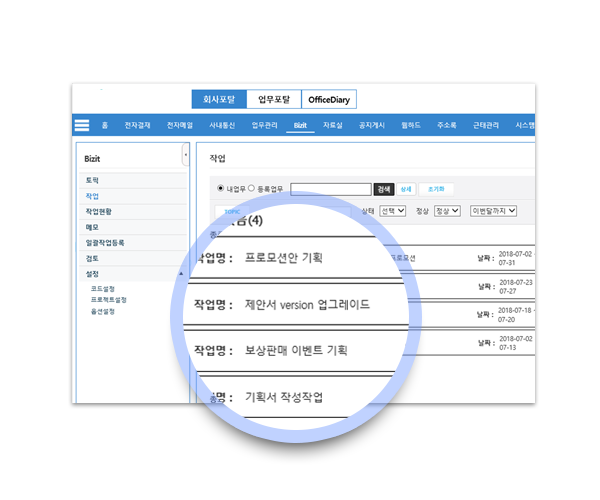 회사포탈 업무포탈 OfficeDiary
홈 전자결재 전자메일 사내통신 업무관리 Bizit 자료실 공지게시 웹하드 주소록 근태관리 시스템
Bizit
작업
토픽
작업
작업현황
메모
일괄작업등록
검토
설정
코드설정
프로젝트설정
옵션설정
내업무 등록업무 검색 상세 초기화
TOPIC 상태 선택 정상 정상 이번달까지
(4)
작업명 : 프로모션안 기획
프로모션 날짜 : 2018-07-02 -
07-31
작업명 : 제안서 version 업그레이드
날짜 : 2018-07-23
07-27
날짜 : 2018-07-18 -
07-20
작업명 : 보상판매 이벤트 기획
날짜 : 2018-07-02
07-13
명 : 기획서 작성작업